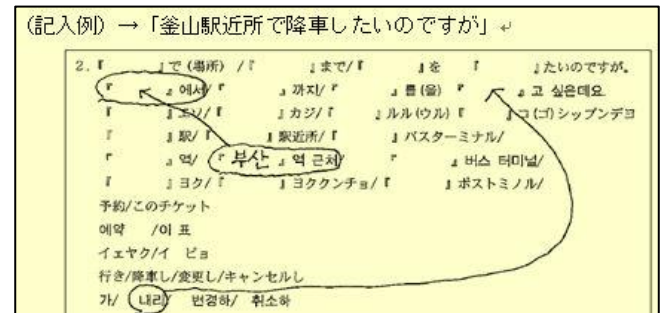 (記入例) → 「釜山駅近所で降車したいのですが」
2.『 』で(場所) /『 』まで/『 』を 『 』たいのですが。
『 』에서/『 』까지/『 』를(을) 『 』고 싶은데요
『 』エソ/『 』カジ/『 』ルル(ウル)『 』コ(ゴ)シップンデヨ
『 』駅/『 』駅近所/『 』バスターミナル/
『 』역/『 부산 』역 근처/『 』버스 터미널/
『 』ヨク/『 』ヨククンチョ/『 』ポストミノル/
予約/このチケット
예약 /이 표
イェヤク/イ ピョ
行き/降車し/変更し/キャンセルし
가/ 내리/ 변경하/ 취소하